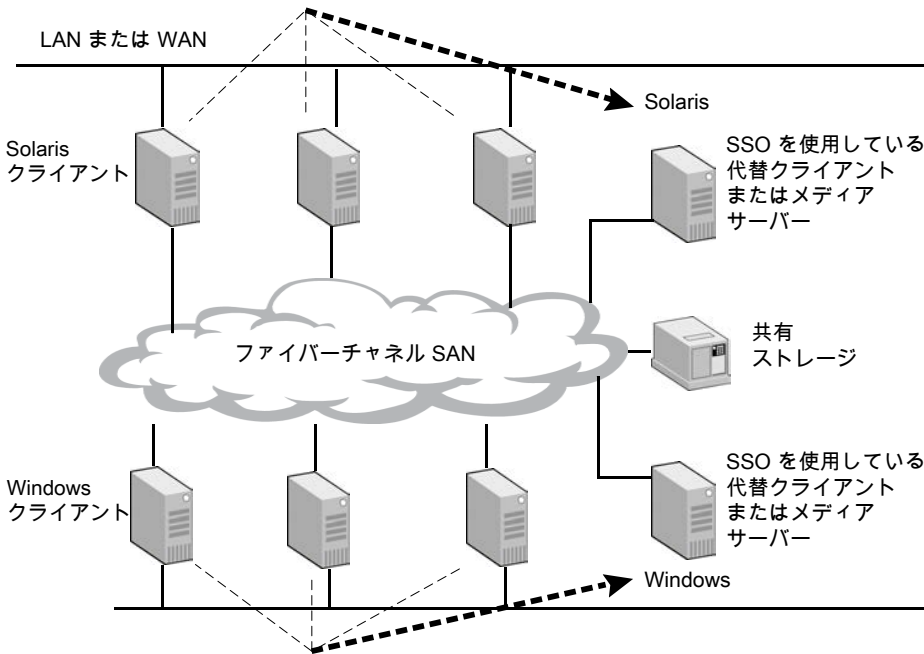 LAN または WAN
Solaris
Solaris
クライアント
SSO を使用している
代替クライアント
またはメディア
サーバー
ファイバーチャネル SAN
共有
ストレージ
Windows
クライアント
SSO を使用している
代替クライアント
またはメディア
サーバー
Windows